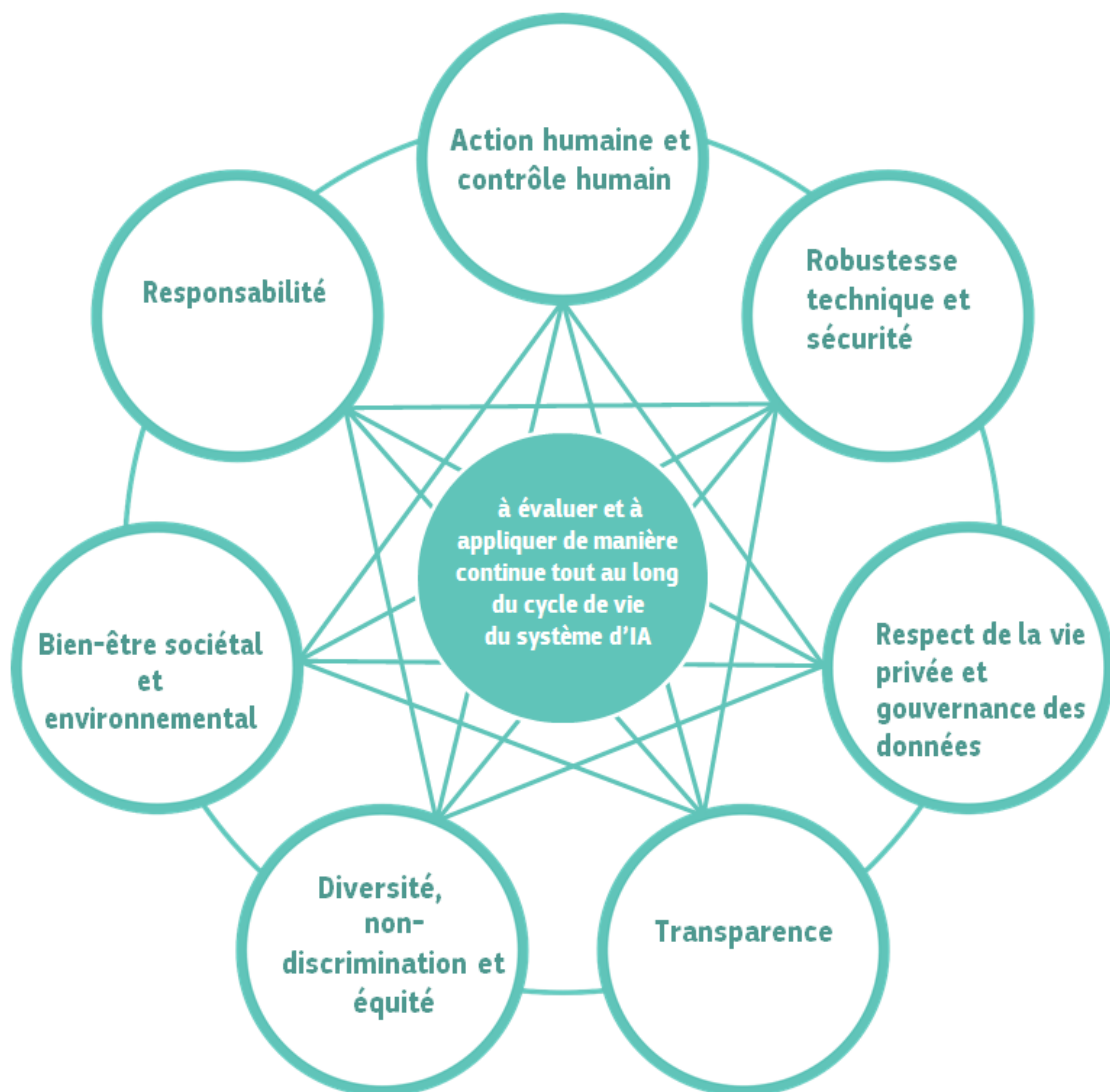 Action humaine et
contrôle humain
Robustesse
technique et
sécurité
Respect de la vie
privée et
gouvernance des
données
Transparence
Diversité,
non-
discrimination et
équité
Bien-être sociétal
et
environnemental
Responsabilité
à évaluer et à
appliquer de manière
continue tout au long
du cycle de vie
du système d’IA